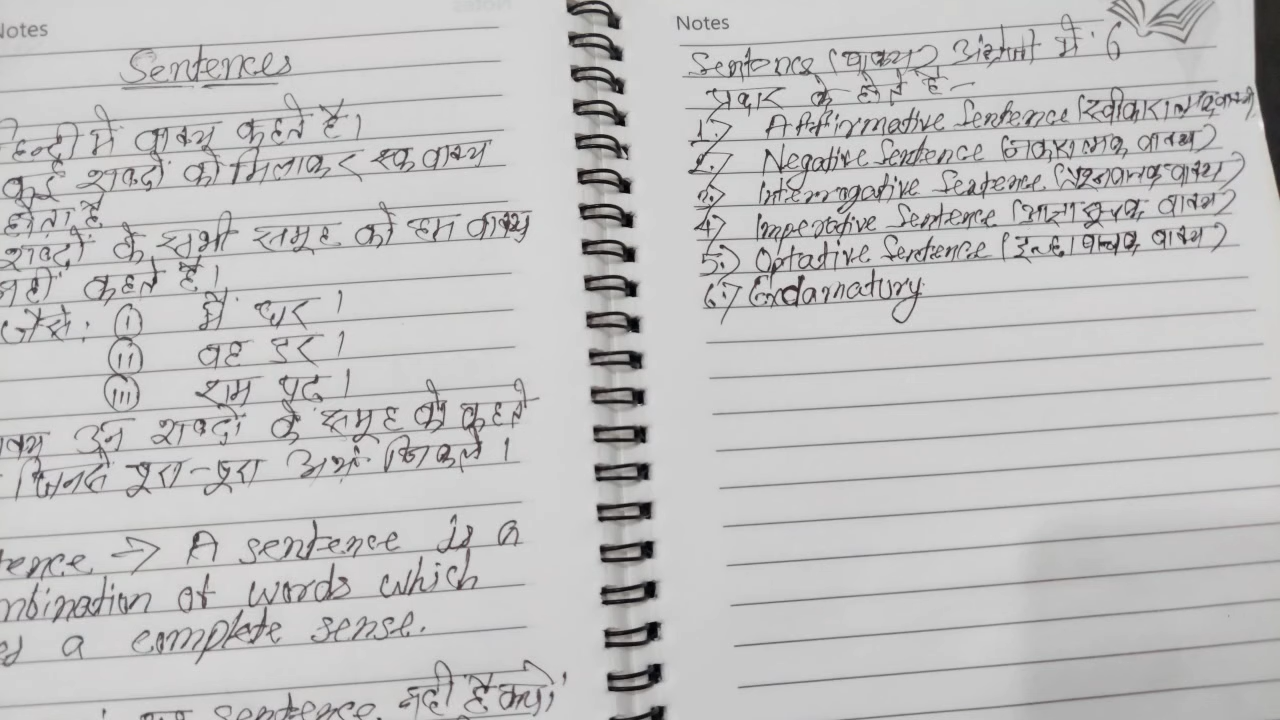 Notes
Sentences
हिन्दी में वाक्य कहते है।
कई शब्दों को मिलाकर एक वाक्य
होता है
शब्दों के सभी समूह को हम वाक्य
नहीं कहते है।
जैसे: (i) मैं घर।
(ii) वह डर।
(iii) राम पढ़।
उन शब्दों के समूह को कहते
जिनसे पूरा-पूरा अर्थ निकले।
tence → A sentence is a
mbination of words which
a complete sense.
sentence नही है क्यो
Notes
Sentence (वाक्य) अंग्रेजी में 6
प्रकार के होते है -
1.) Affirmative Sentence (स्वीकारात्मक वाक्य)
2.) Negative Sentence (नकारात्मक वाक्य)
3.) Interrogative Sentence (प्रश्नवाचक वाक्य)
4.) Imperative Sentence (आज्ञासूचक वाक्य)
5.) Optative Sentence (इच्छावाचक वाक्य)
6.)